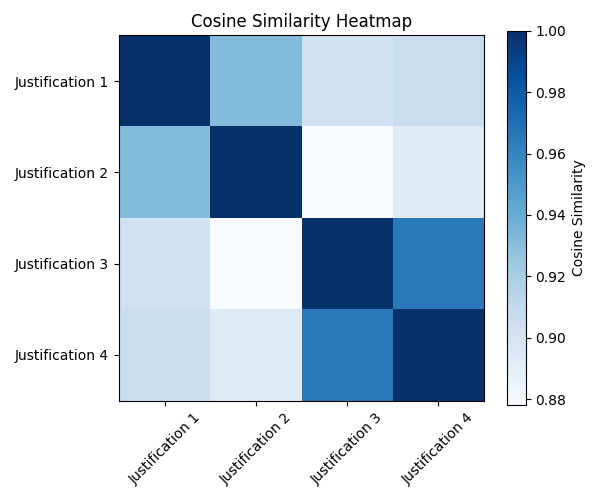 Cosine Similarity Heatmap
Justification 1
Justification 2
Justification 3
Justification 4
Justification 1
Justification 2
Justification 3
Justification 4
1.00
0.98
0.96
0.94
0.92
0.90
0.88
Cosine Similarity